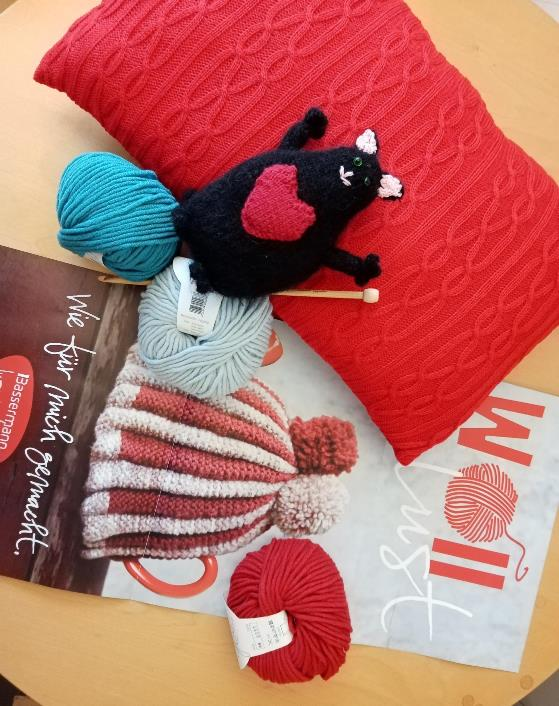 Woll
lust
Wie für mich gemacht.
Bassermann